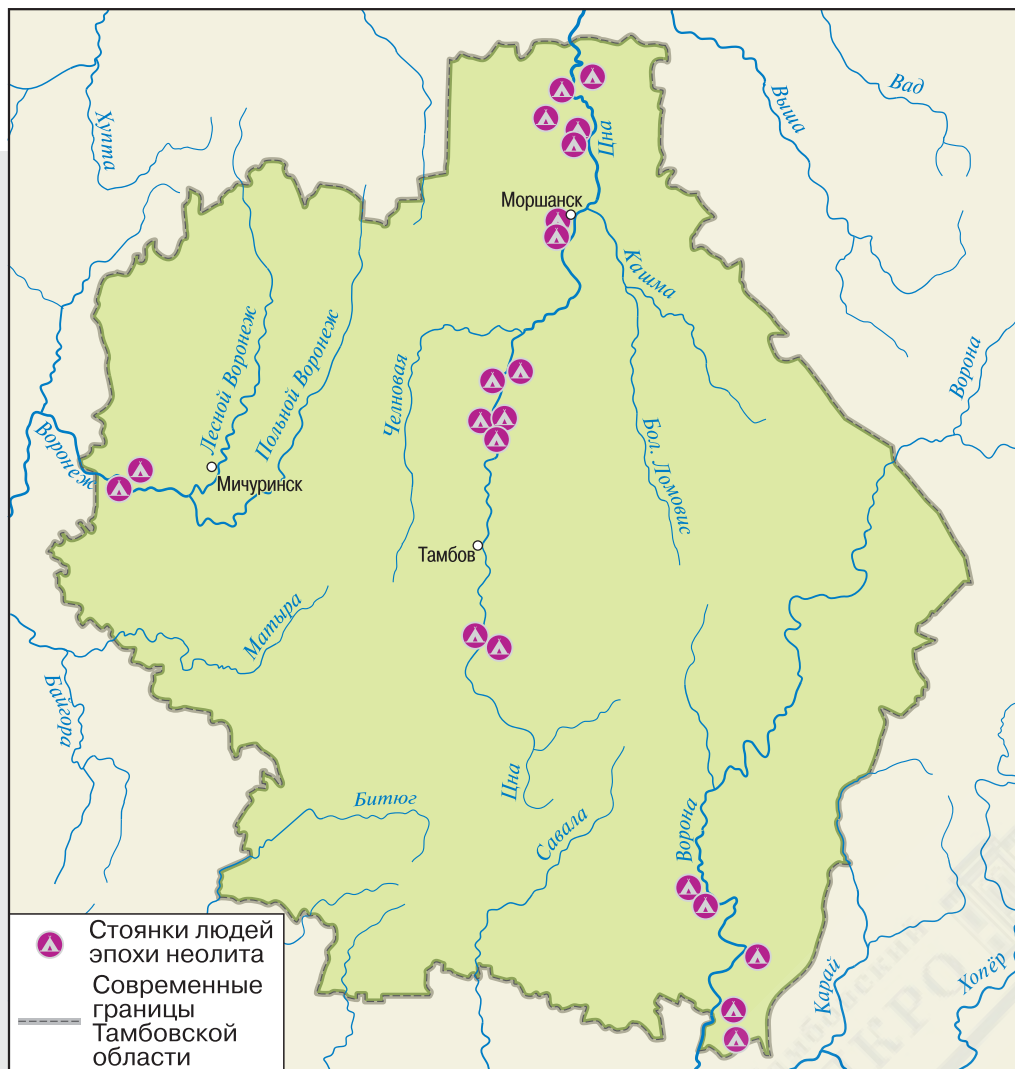 Хупта
Цна
Выша
Вад
Моршанск
Кашма
Лесной Воронеж
Польной Воронеж
Челновая
Ворона
Воронеж
Мичуринск
Бол. Ломовис
Тамбов
Матыра
Байгора
Цна
Битюг
Савала
Ворона
Карай
Хопёр
Стоянки людей
эпохи неолита
Современные
границы
Тамбовской
области